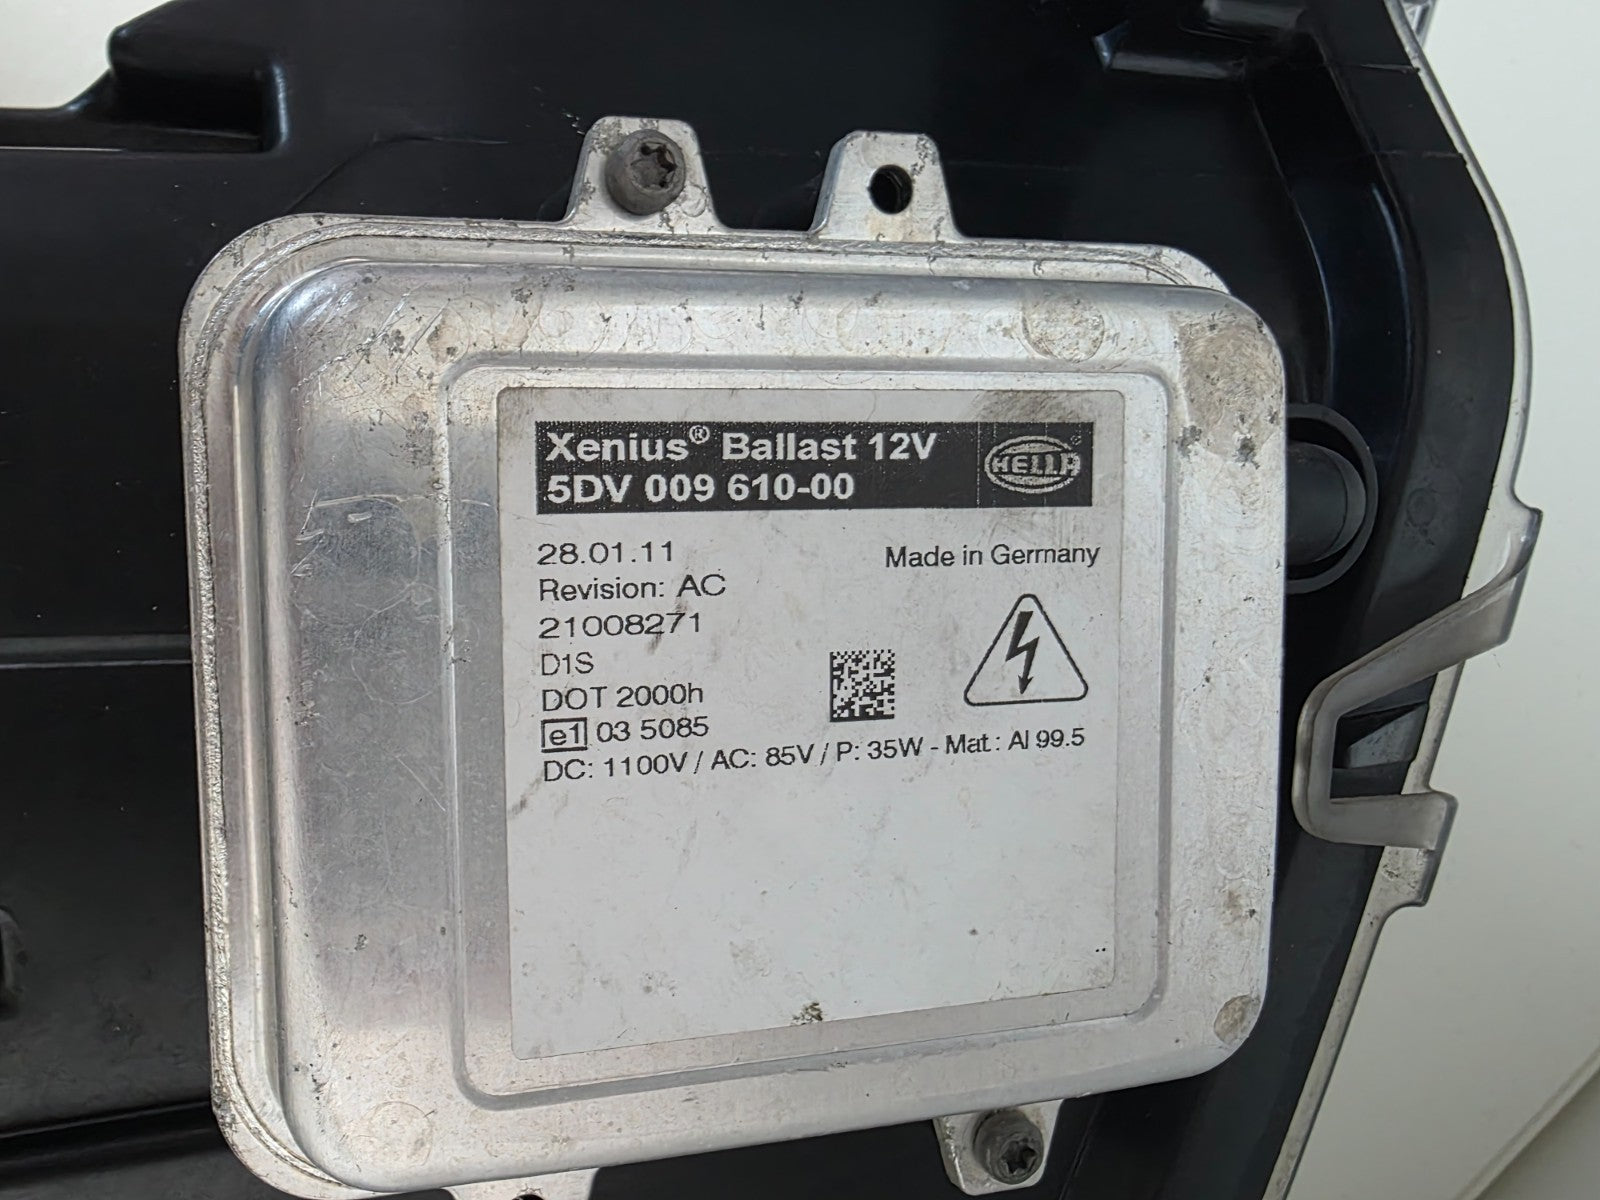 Xenius® Ballast 12V
5DV 009 610-00
HELLA
28.01.11
Made in Germany
Revision: AC
21008271
D1S
DOT 2000h
e1 03 5085
DC: 1100V / AC: 85V / P: 35W - Mat.: Al 99.5